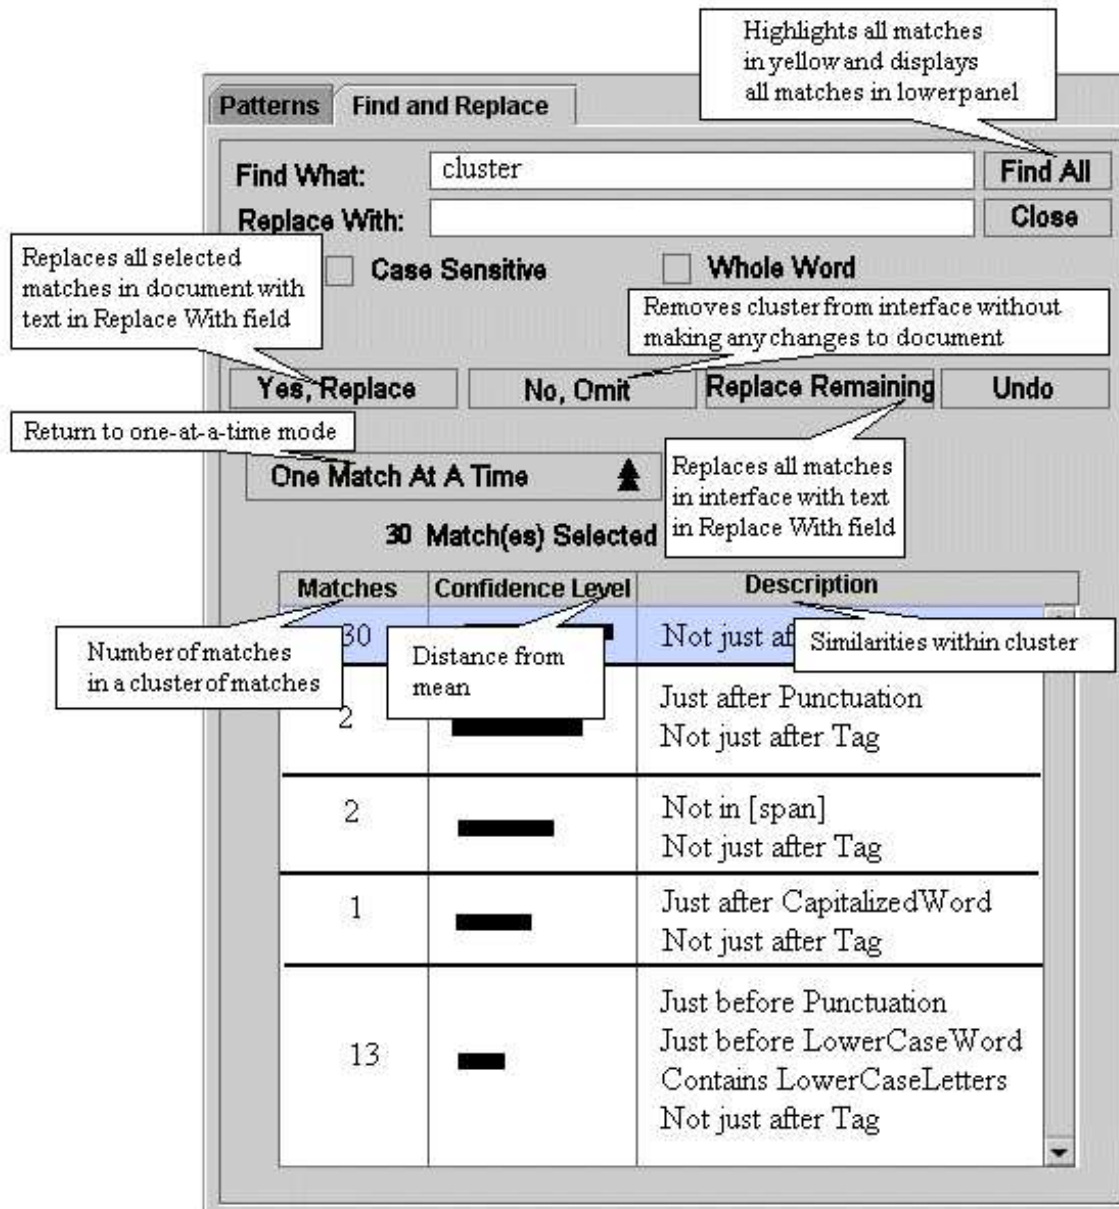 Highlights all matches
in yellow and displays
all matches in lower panel
Patterns
Find and Replace
Find What:
cluster
Find All
Replace With:
Close
Replaces all selected
matches in document with
text in Replace With field
Case Sensitive
Whole Word
Removes cluster from interface without
making any changes to document
Yes, Replace
No, Omit
Replace Remaining
Undo
Return to one-at-a-time mode
One Match At A Time
Replaces all matches
in interface with text
in Replace With field
30 Match(es) Selected
Matches
Confidence Level
Description
30
Not just
Number of matches
in a cluster of matches
Distance from
mean
Similarities within cluster
2
Just after Punctuation
Not just after Tag
2
Not in [span]
Not just after Tag
1
Just after CapitalizedWord
Not just after Tag
13
Just before Punctuation
Just before LowerCaseWord
Contains LowerCaseLetters
Not just after Tag